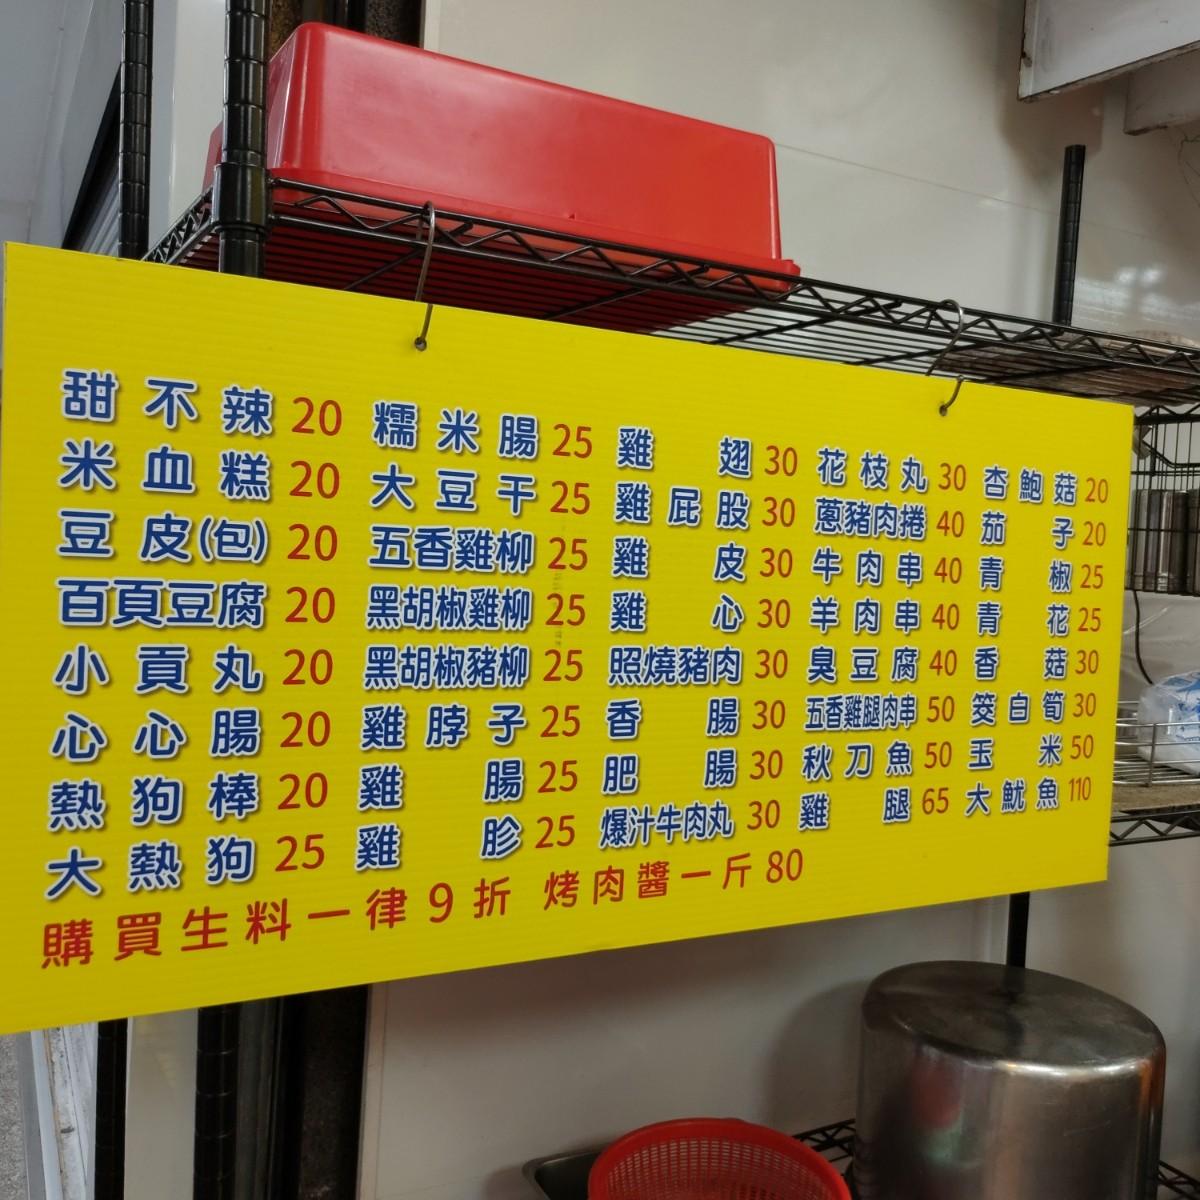 甜不辣 20 糯米腸 25 雞翅 30 花枝丸 30 杏鮑菇 20
米血糕 20 大豆干 25 雞屁股 30 蔥豬肉捲 40 茄子 20
豆皮(包) 20 五香雞柳 25 雞皮 30 牛肉串 40 青椒 25
百頁豆腐 20 黑胡椒雞柳 25 雞心 30 羊肉串 40 青花 25
小貢丸 20 黑胡椒豬柳 25 照燒豬肉 30 臭豆腐 40 香菇 30
心心腸 20 雞脖子 25 香腸 30 五香雞腿肉串 50 筊白筍 30
熱狗棒 20 雞腸 25 肥腸 30 秋刀魚 50 玉米 50
大熱狗 25 雞胗 25 爆汁牛肉丸 30 雞腿 65 大魷魚 110
購買生料一律9折 烤肉醬一斤80